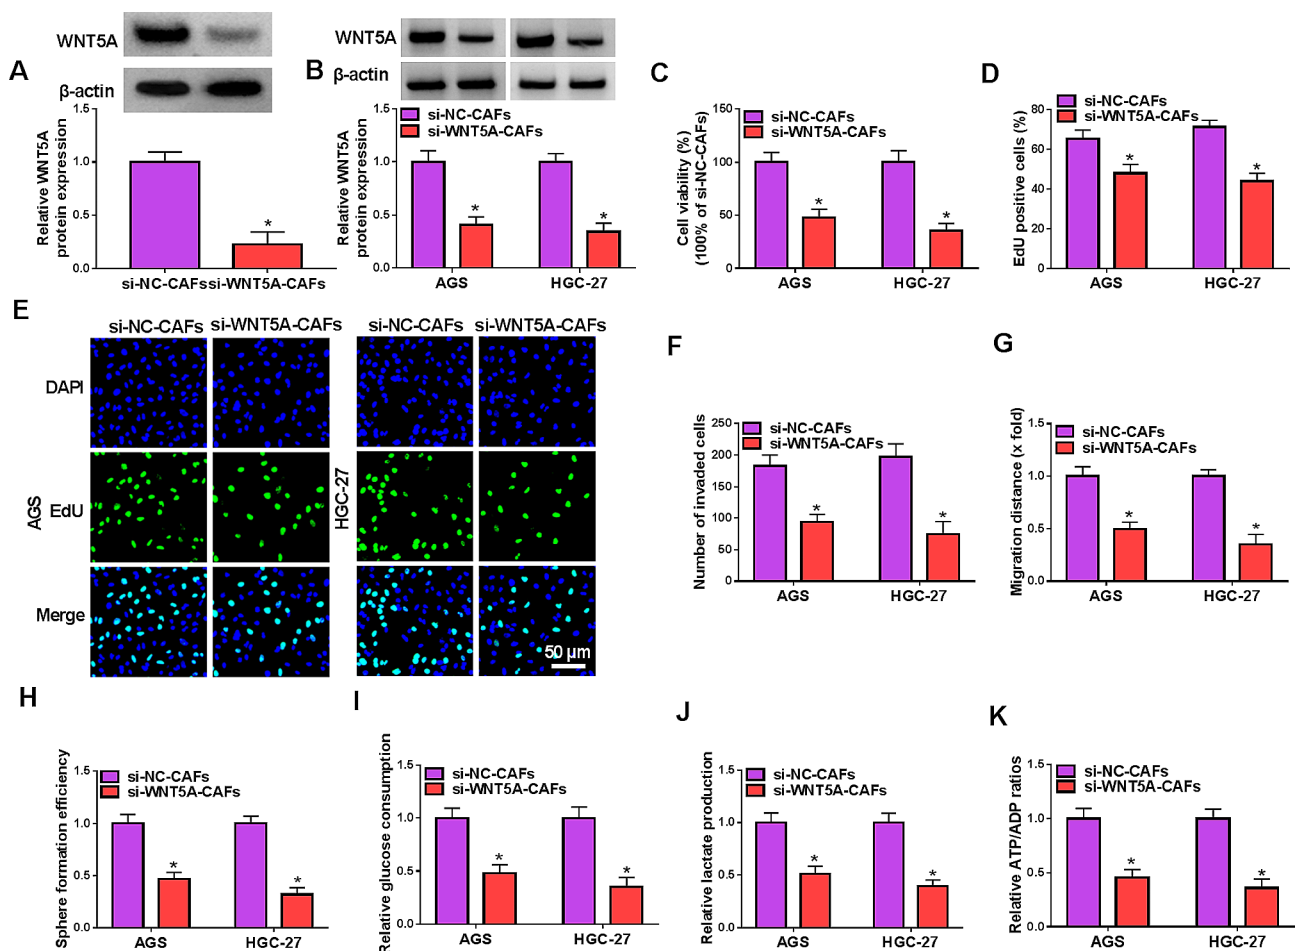 A
WNT5A
β-actin
Relative WNT5A
protein expression
1.5
1.0
0.5
0.0
*
si-NC-CAFs
si-WNT5A-CAFs
B
WNT5A
β-actin
si-NC-CAFs
si-WNT5A-CAFs
Relative WNT5A
protein expression
1.5
1.0
0.5
0.0
*
*
AGS
HGC-27
C
si-NC-CAFs
si-WNT5A-CAFs
Cell viability (%)
(100% of si-NC-CAFs)
150
100
50
0
*
*
AGS
HGC-27
D
si-NC-CAFs
si-WNT5A-CAFs
EdU positive cells (%)
80
60
40
20
0
*
*
AGS
HGC-27
E
si-NC-CAFs
si-WNT5A-CAFs
si-NC-CAFs
si-WNT5A-CAFs
DAPI
AGS
EdU
HGC-27
Merge
50 μm
F
si-NC-CAFs
si-WNT5A-CAFs
Number of invaded cells
250
200
150
100
50
0
*
*
AGS
HGC-27
G
si-NC-CAFs
si-WNT5A-CAFs
Migration distance (x fold)
1.5
1.0
0.5
0.0
*
*
AGS
HGC-27
H
si-NC-CAFs
si-WNT5A-CAFs
Sphere formation efficiency
1.5
1.0
0.5
0.0
*
*
AGS
HGC-27
I
si-NC-CAFs
si-WNT5A-CAFs
Relative glucose consumption
1.5
1.0
0.5
0.0
*
*
AGS
HGC-27
J
si-NC-CAFs
si-WNT5A-CAFs
Relative lactate production
1.5
1.0
0.5
0.0
*
*
AGS
HGC-27
K
si-NC-CAFs
si-WNT5A-CAFs
Relative ATP/ADP ratios
1.5
1.0
0.5
0.0
*
*
AGS
HGC-27